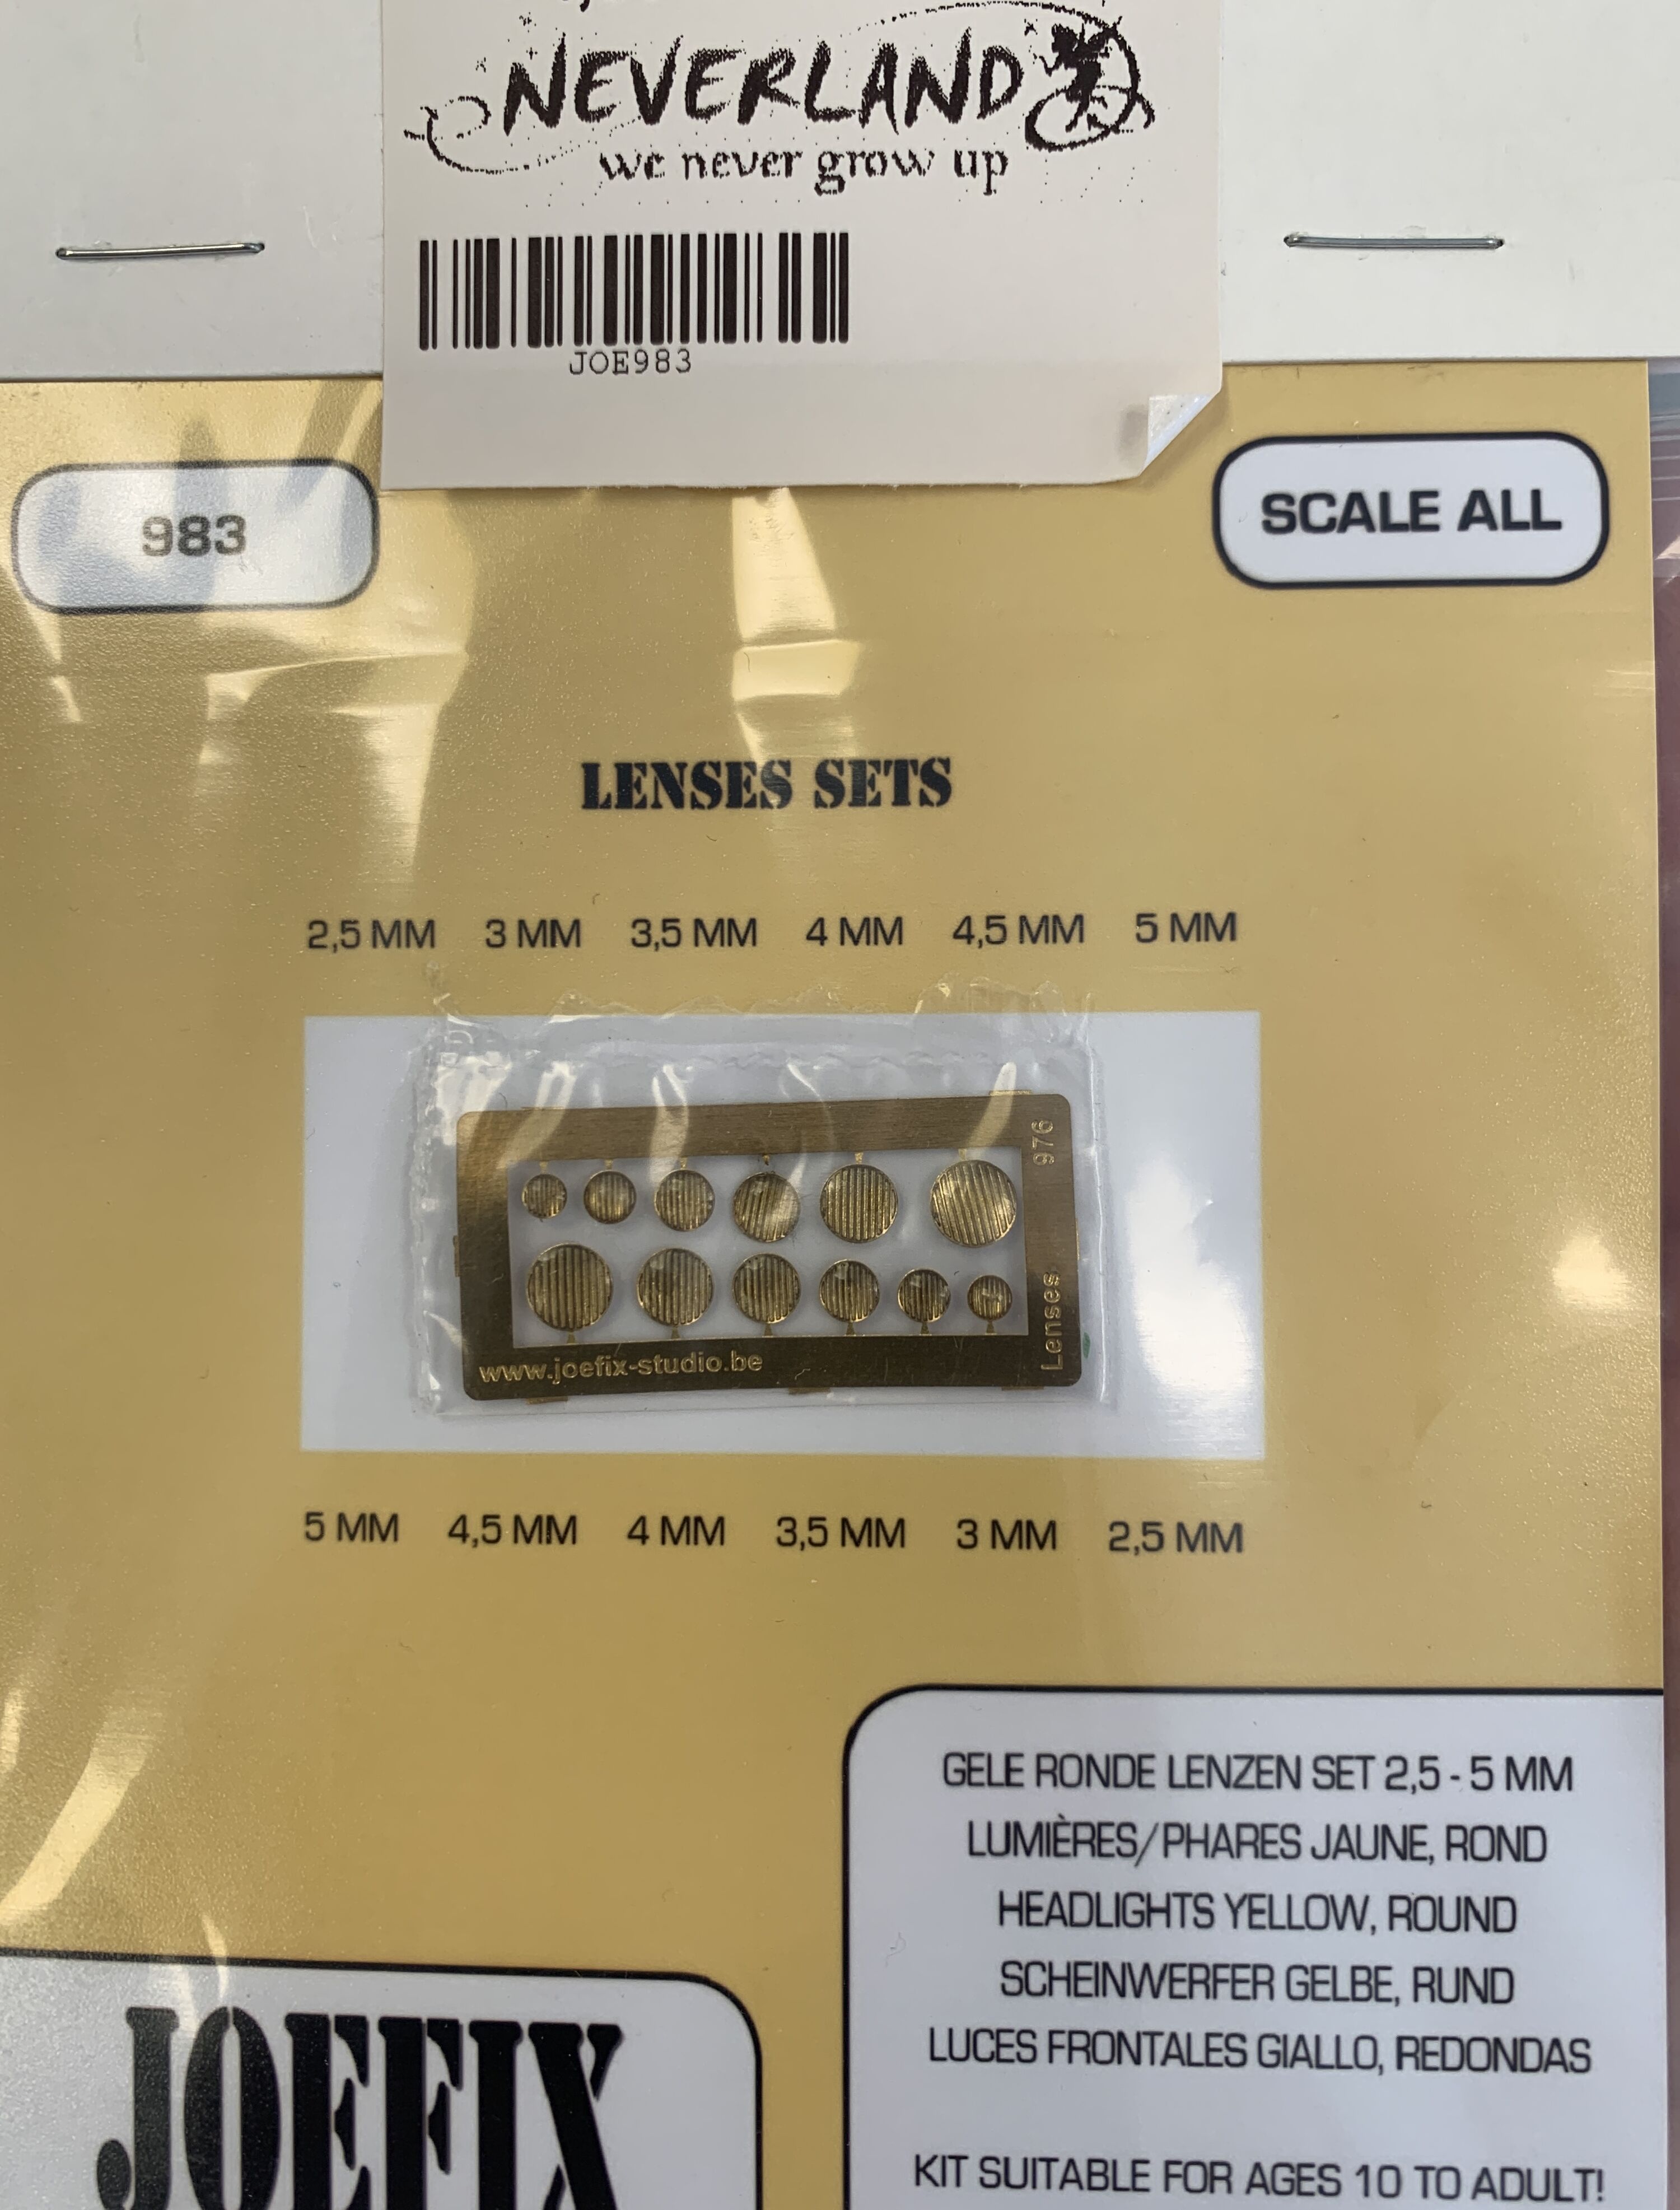 NEVERLAND
we never grow up
JOE983
983
SCALE ALL
LENSES SETS
2,5 MM 3 MM 3,5 MM 4 MM 4,5 MM 5 MM
976
Lenses
www.joefix-studio.be
5 MM 4,5 MM 4 MM 3,5 MM 3 MM 2,5 MM
GELE RONDE LENZEN SET 2,5 - 5 MM
LUMIÈRES/PHARES JAUNE, ROND
HEADLIGHTS YELLOW, ROUND
SCHEINWERFER GELBE, RUND
LUCES FRONTALES GIALLO, REDONDAS
KIT SUITABLE FOR AGES 10 TO ADULT!
JOEFIX